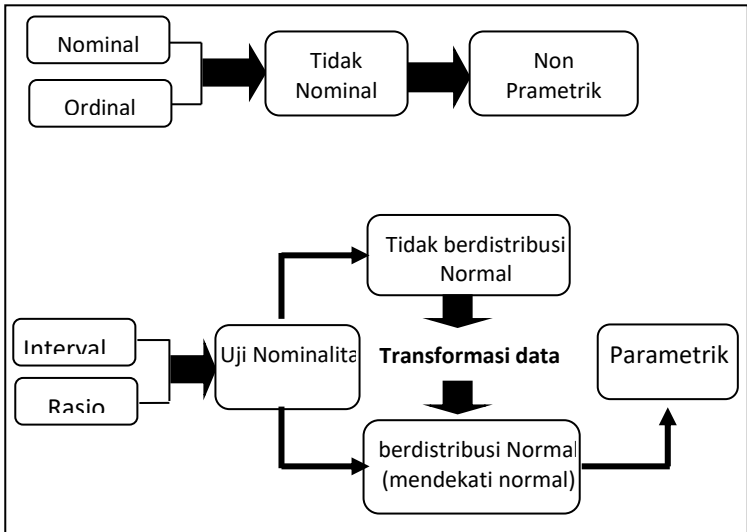 Nominal
Ordinal
Tidak
Nominal
Non
Prametrik
Tidak berdistribusi
Normal
Interval
Rasio
Uji Nominalita
Transformasi data
Parametrik
berdistribusi Normal
(mendekati normal)